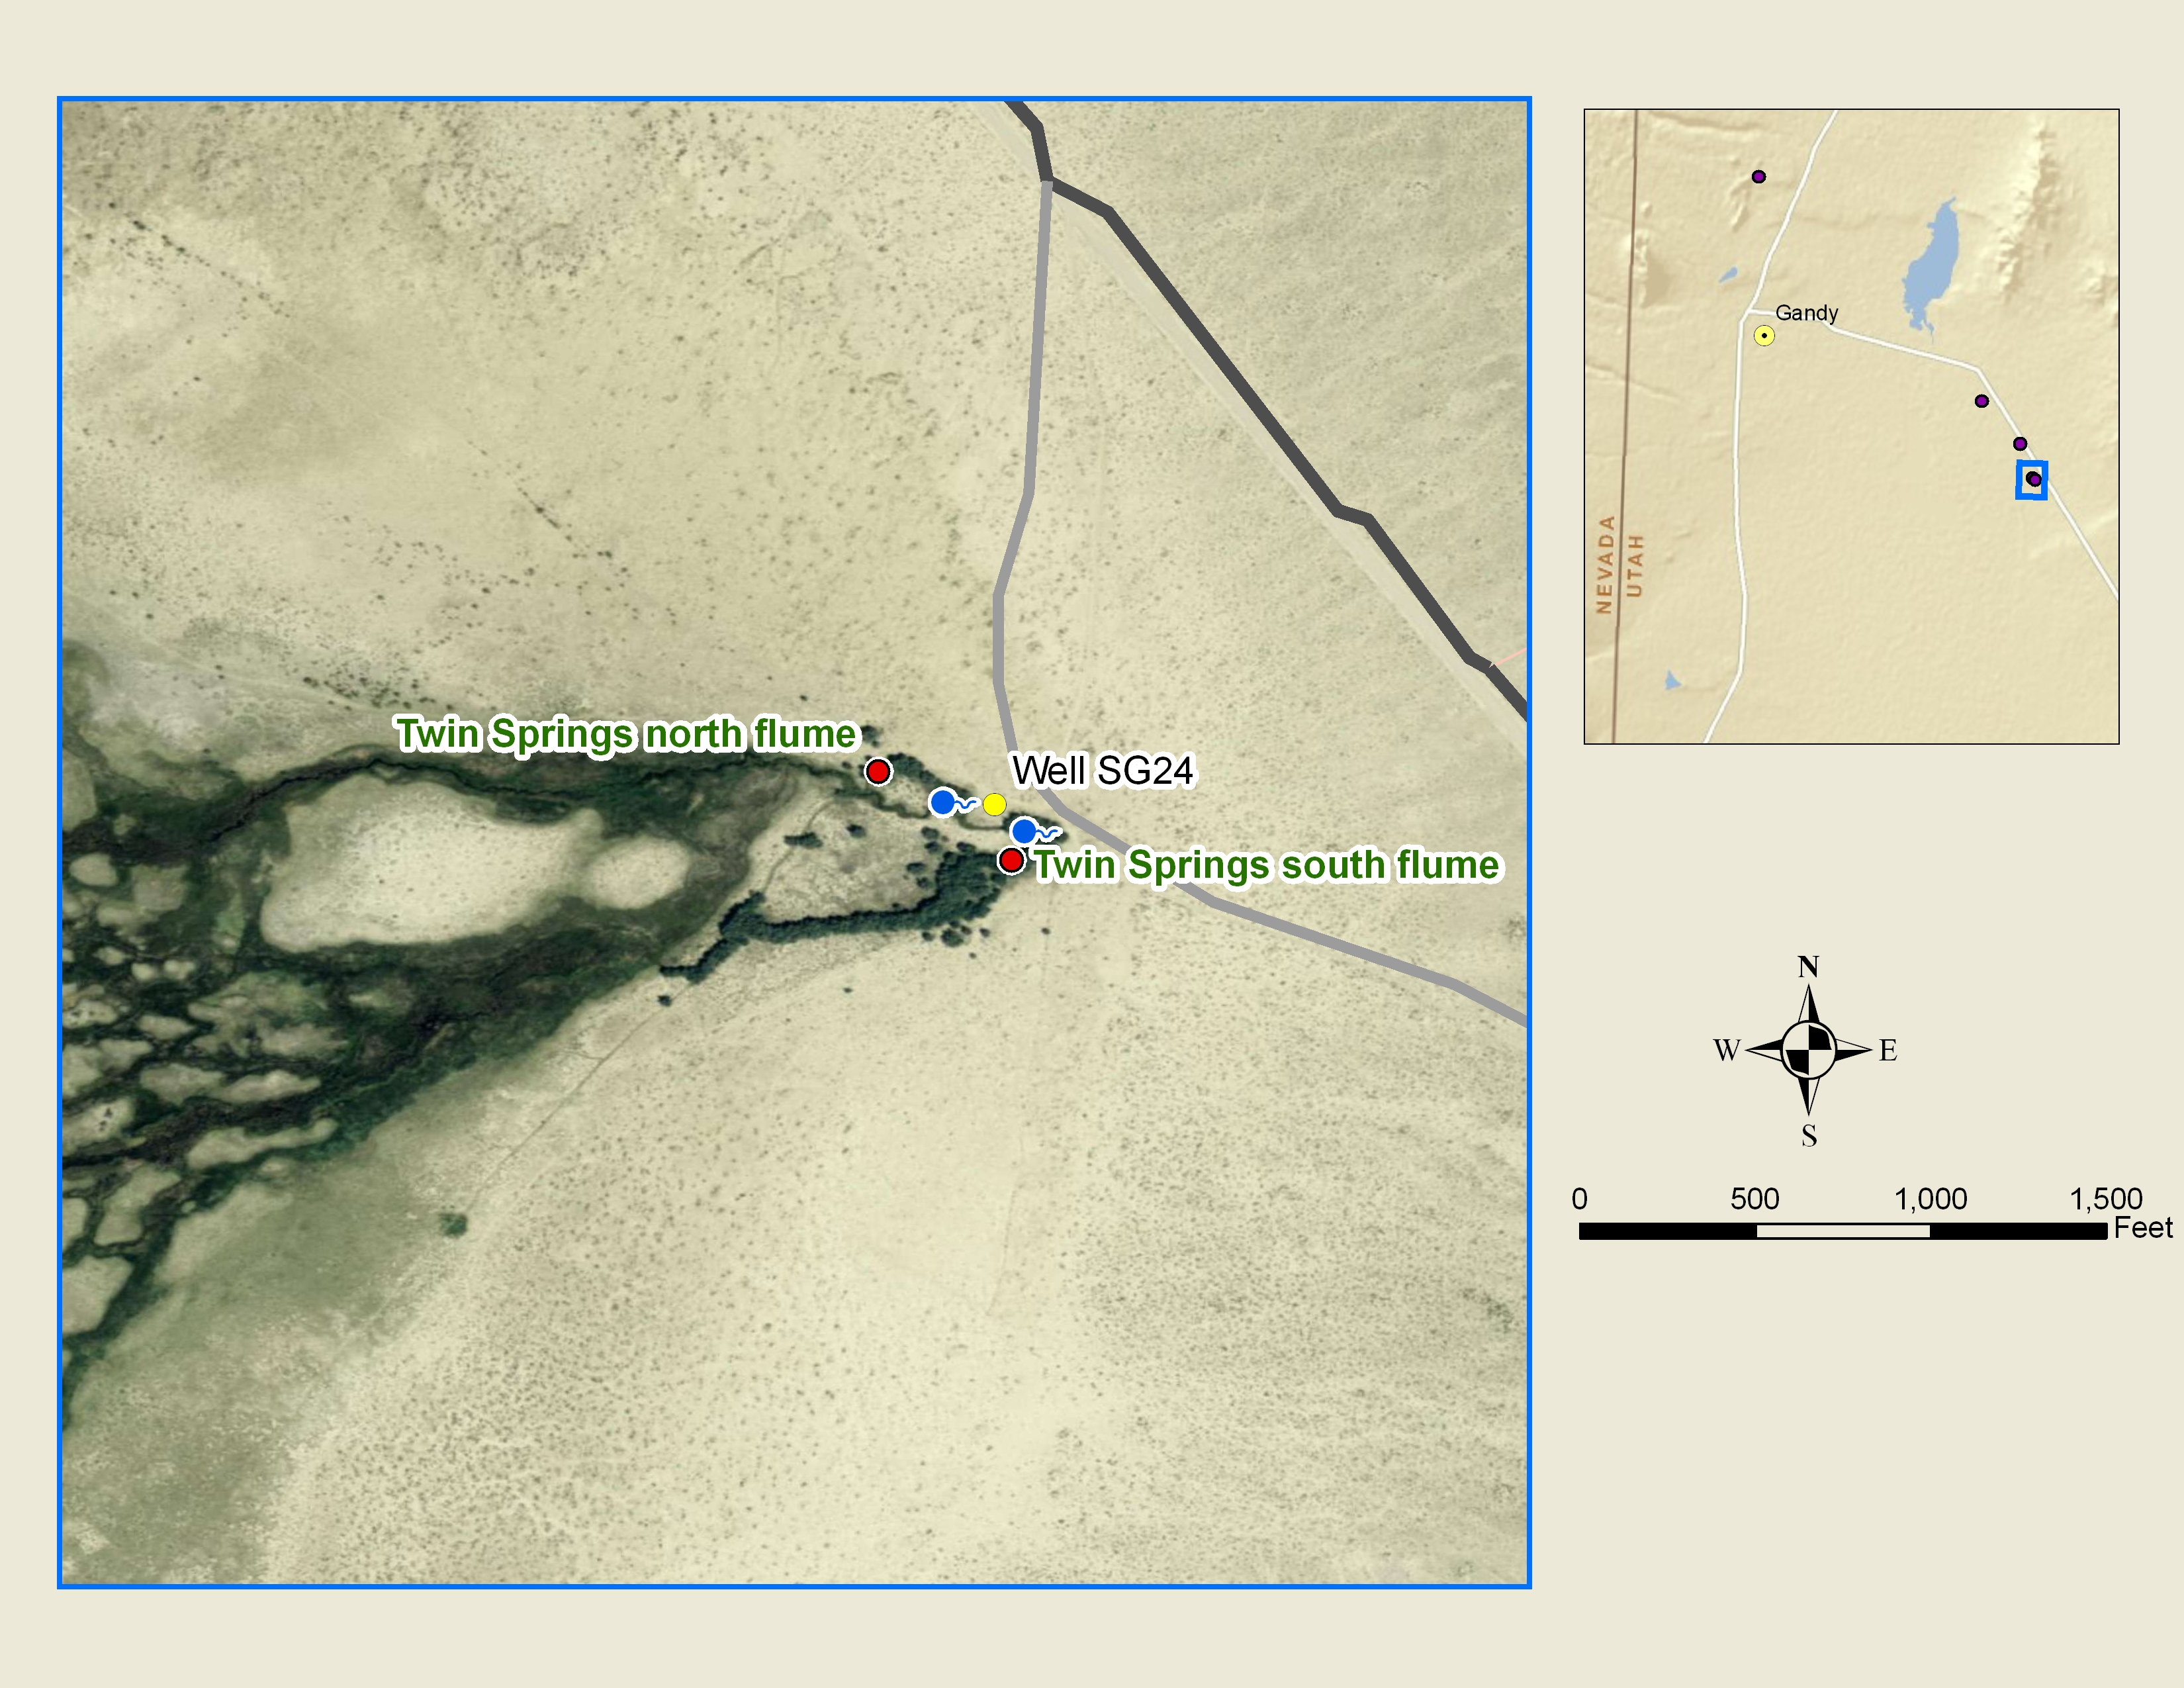 Twin Springs north flume
Well SG24
Twin Springs south flume
Gandy
NEVADA
UTAH
N
W
E
S
0 500 1,000 1,500
Feet